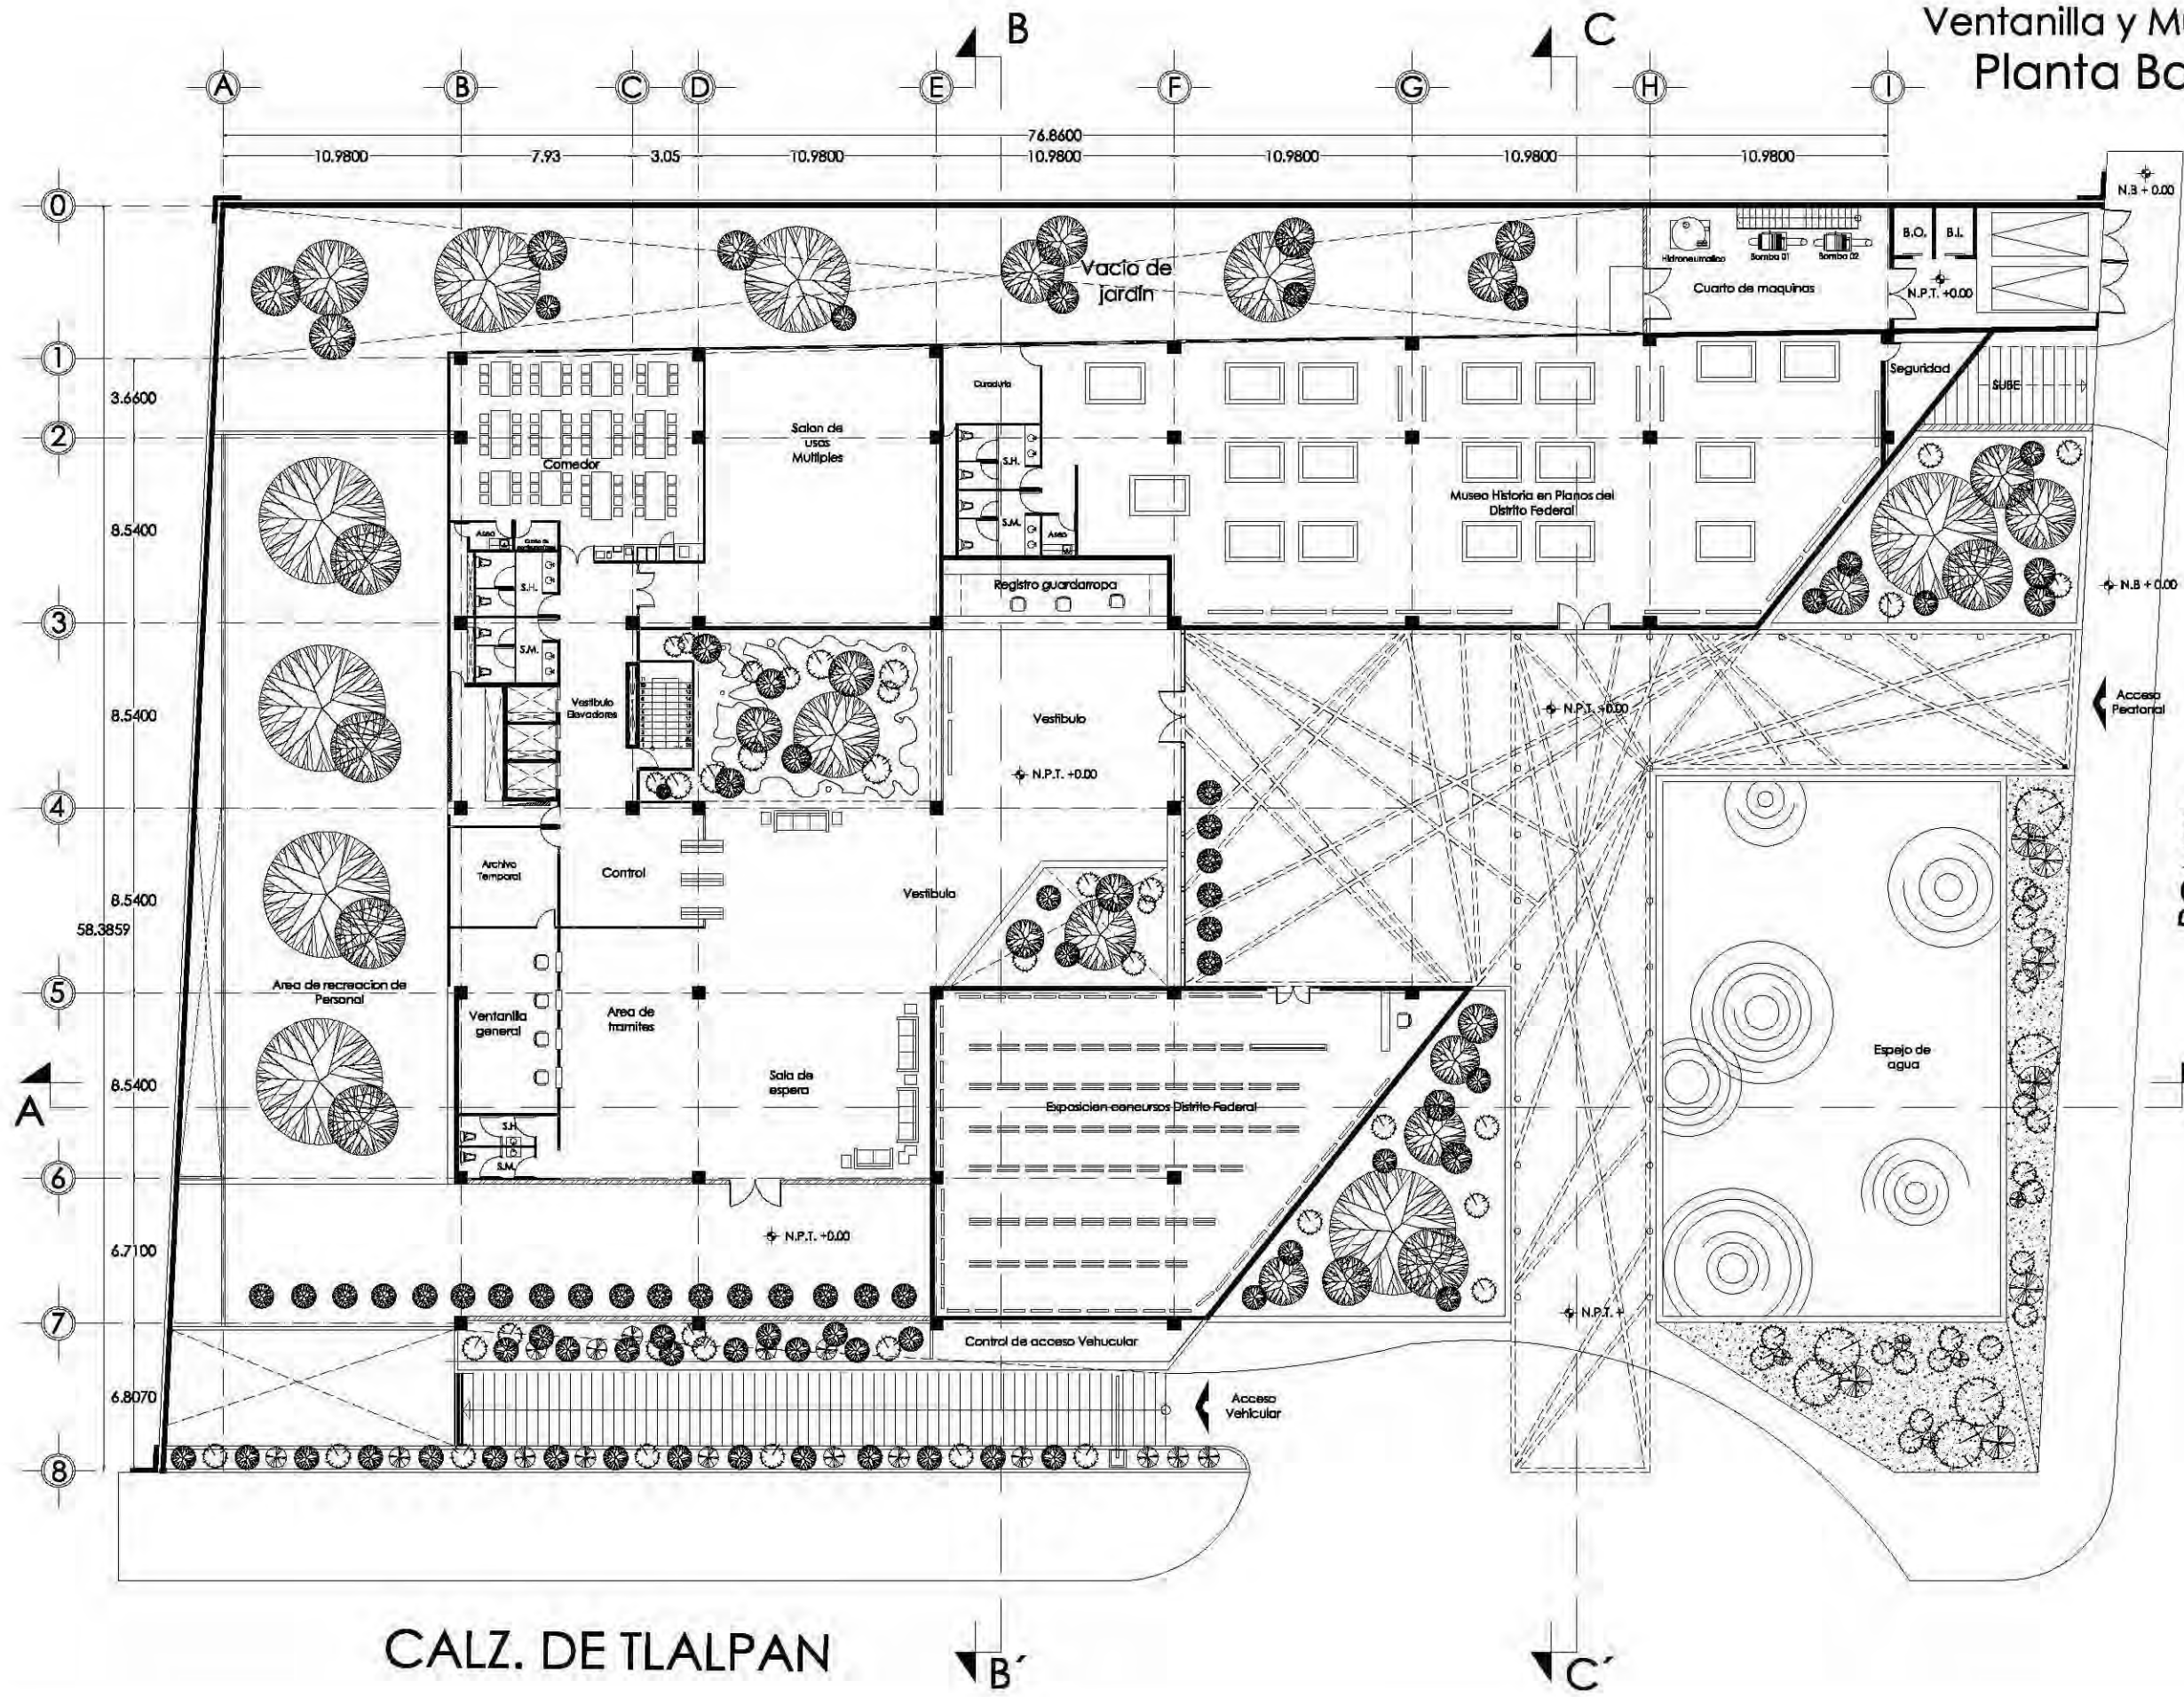 Ventanilla y M
Planta Ba
B
C
A
B
C
D
E
F
G
H
I
76.8600
10.9800
7.93
3.05
10.9800
10.9800
10.9800
10.9800
10.9800
N.B + 0.00
0
Hidroneumatico
Bomba 01
Bomba 02
B.O.
B.I.
Vacio de
jardín
Cuarto de maquinas
N.P.T. +0.00
1
Curaduria
Seguridad
SUBE
3.6600
2
Salon de
usos
Multiples
Comedor
S.H.
Museo Historia en Planos del
Distrito Federal
8.5400
S.M.
Aseo
Aseo
S.H.
Registro guardarropa
N.B + 0.00
3
S.M.
Vestibulo
Elevadores
Vestibulo
N.P.T. +0.00
Acceso
Peatonal
8.5400
N.P.T. +0.00
4
Archivo
Temporal
Control
Vestibulo
8.5400
58.3859
Area de recreacion de
Personal
5
Ventanilla
general
Area de
tramites
Espejo de
agua
8.5400
Sala de
espera
A
Exposicion concursos Distrito Federal
S.H
S.M.
6
N.P.T. +0.00
6.7100
N.P.T. +
7
Control de acceso Vehucular
6.8070
Acceso
Vehicular
8
CALZ. DE TLALPAN
B´
C´